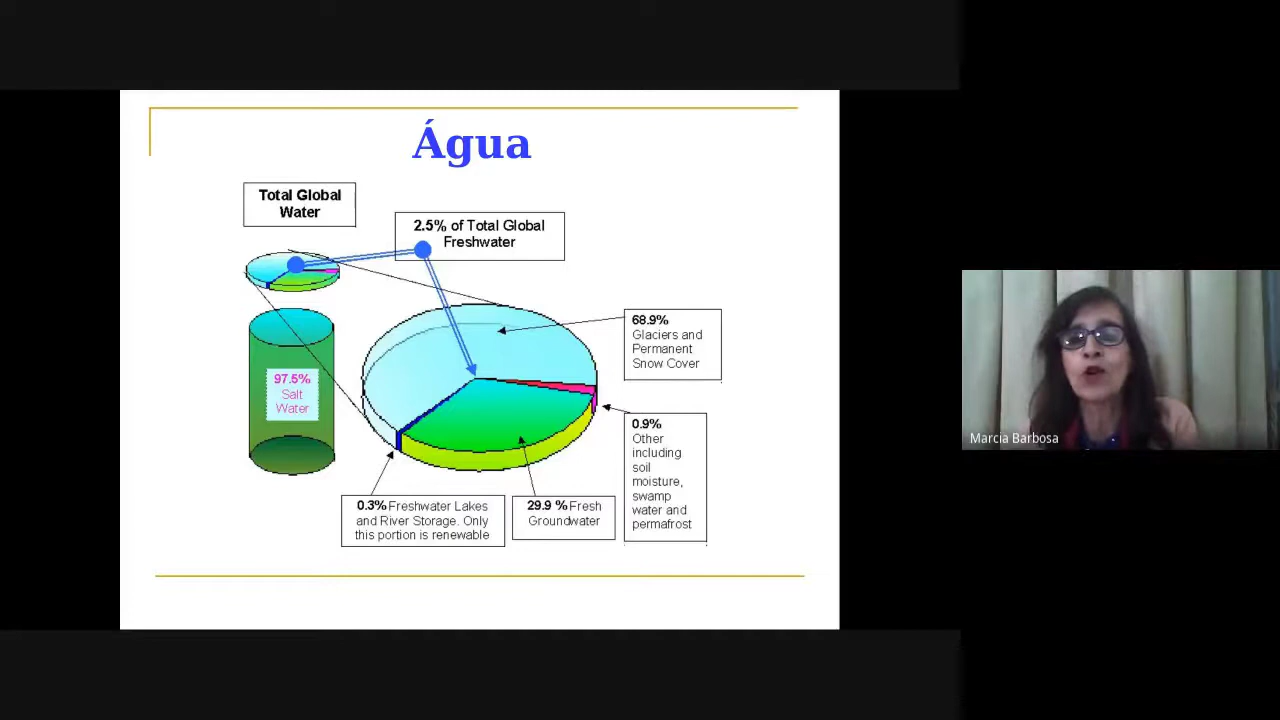 Água
Total Global
Water
2.5% of Total Global
Freshwater
68.9%
Glaciers and
Permanent
Snow Cover
97.5%
Salt
Water
0.9%
Other
including
soil
moisture,
swamp
water and
permafrost
0.3% Freshwater Lakes
and River Storage. Only
this portion is renewable
29.9 % Fresh
Groundwater
Marcia Barbosa